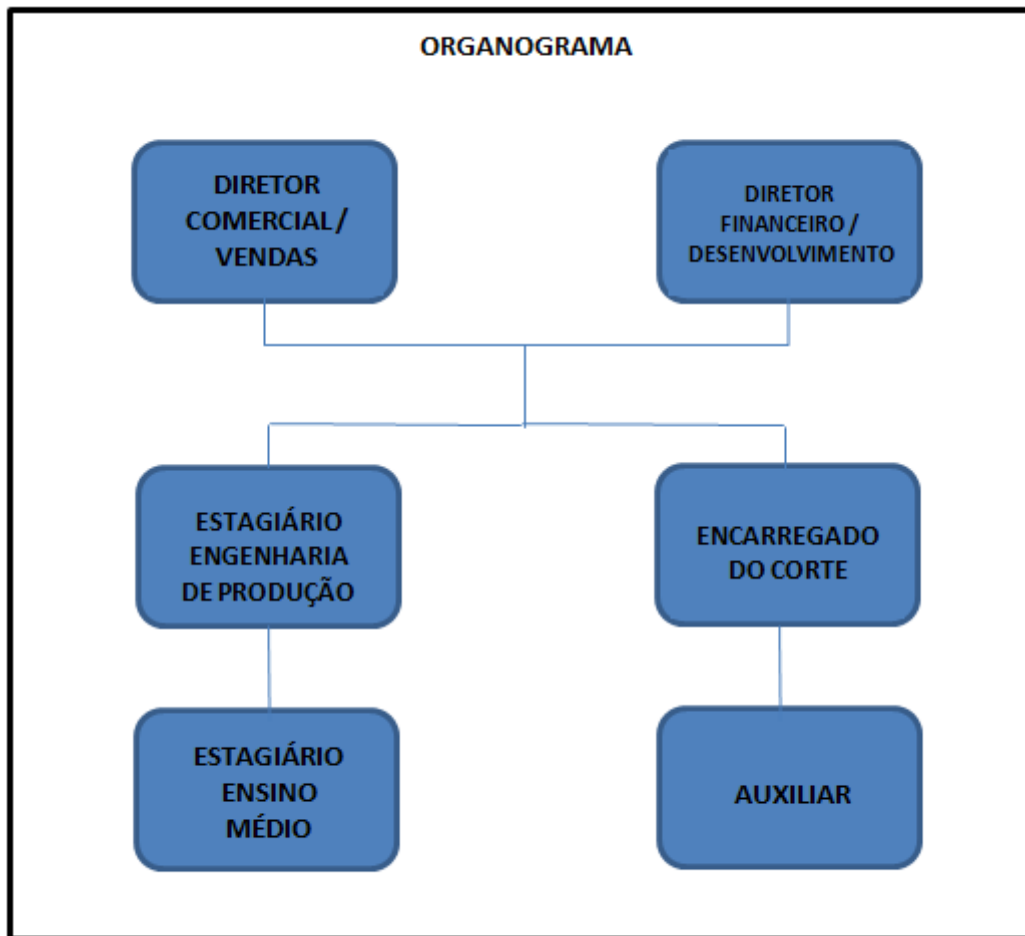 ORGANOGRAMA
DIRETOR
COMERCIAL/
VENDAS
DIRETOR
FINANCEIRO /
DESENVOLVIMENTO
ESTAGIÁRIO
ENGENHARIA
DE PRODUÇÃO
ENCARREGADO
DO CORTE
ESTAGIÁRIO
ENSINO
MÉDIO
AUXILIAR